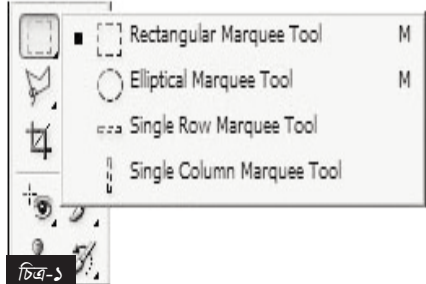 Rectangular Marquee Tool M
Elliptical Marquee Tool M
Single Row Marquee Tool
Single Column Marquee Tool
চিত্র-১